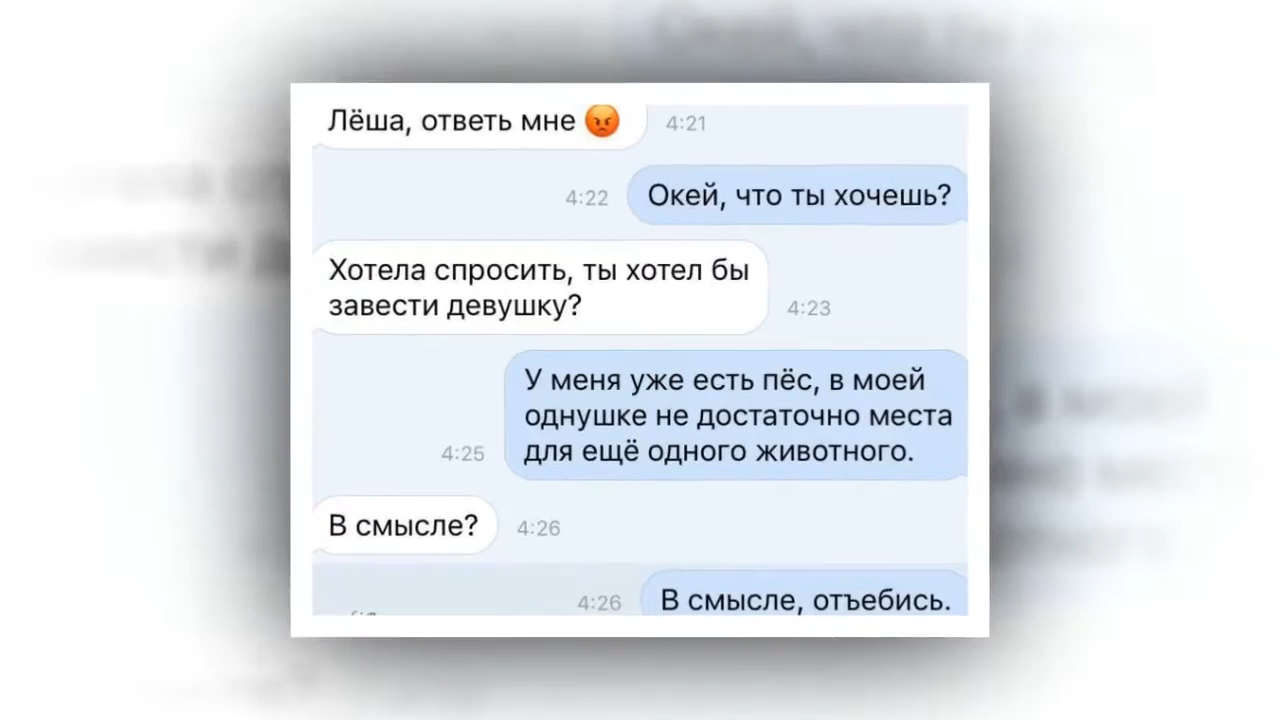 Лёша, ответь мне 😡 4:21
4:22 Окей, что ты хочешь?
Хотела спросить, ты хотел бы
завести девушку? 4:23
У меня уже есть пёс, в моей
однушке не достаточно места
4:25 для ещё одного животного.
В смысле? 4:26
4:26 В смысле, отъебись.